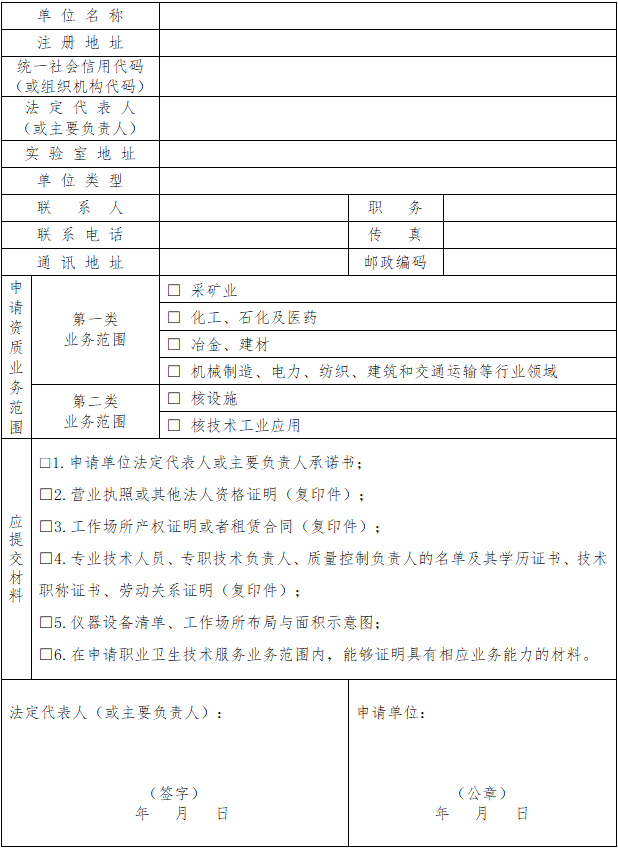 单位名称
注册地址
统一社会信用代码
（或组织机构代码）
法定代表人
（或主要负责人）
实验室地址
单位类型
联系人 职务
联系电话 传真
通讯地址 邮政编码
申请资质业务范围
第一类
业务范围
□ 采矿业
□ 化工、石化及医药
□ 冶金、建材
□ 机械制造、电力、纺织、建筑和交通运输等行业领域
第二类
业务范围
□ 核设施
□ 核技术工业应用
应提交材料
□1.申请单位法定代表人或主要负责人承诺书；
□2.营业执照或其他法人资格证明（复印件）；
□3.工作场所产权证明或者租赁合同（复印件）；
□4.专业技术人员、专职技术负责人、质量控制负责人的名单及其学历证书、技术
职称证书、劳动关系证明（复印件）；
□5.仪器设备清单、工作场所布局与面积示意图；
□6.在申请职业卫生技术服务业务范围内，能够证明具有相应业务能力的材料。
法定代表人（或主要负责人）：
（签字）
年 月 日
申请单位：
（公章）
年 月 日